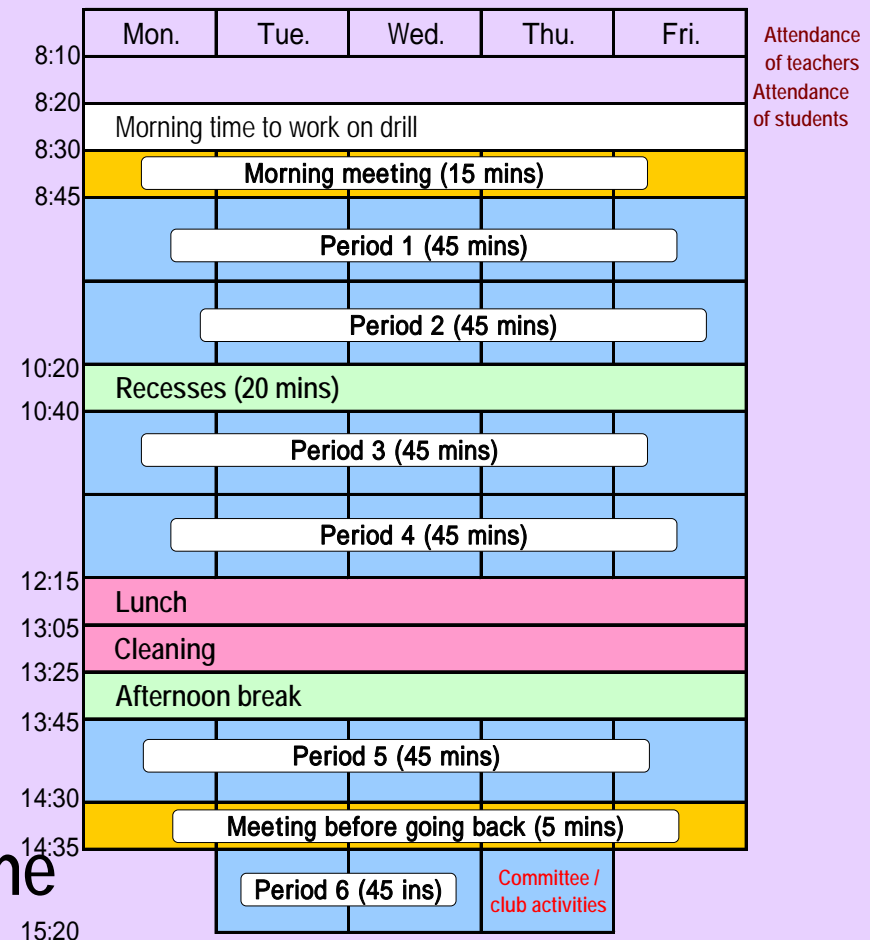 Mon. Tue. Wed. Thu. Fri.
Attendance
of teachers
8:10
8:20
Attendance
of students
Morning time to work on drill
8:30
Morning meeting (15 mins)
8:45
Period 1 (45 mins)
Period 2 (45 mins)
10:20
Recesses (20 mins)
10:40
Period 3 (45 mins)
Period 4 (45 mins)
12:15
Lunch
13:05
Cleaning
13:25
Afternoon break
13:45
Period 5 (45 mins)
14:30
Meeting before going back (5 mins)
14:35
Period 6 (45 ins)
Committee /
club activities
15:20